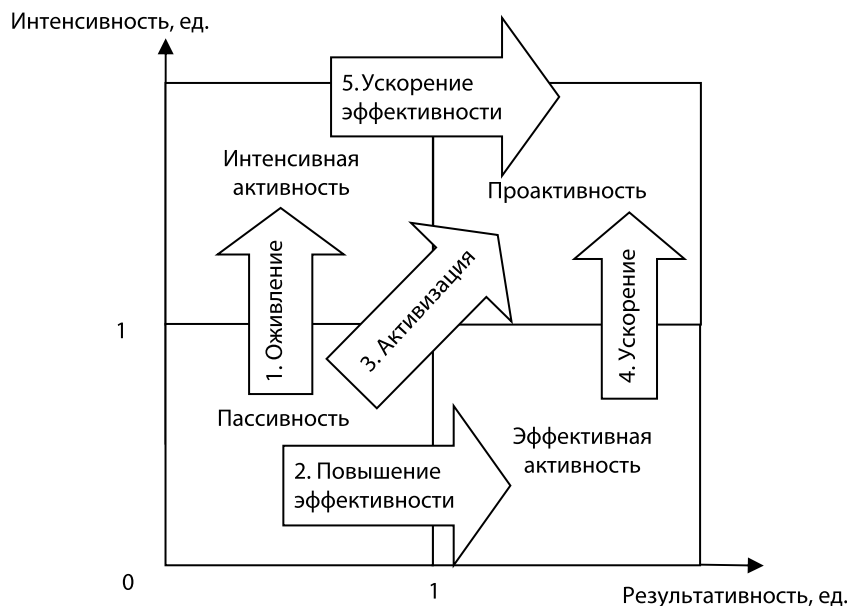 Интенсивность, ед.
5. Ускорение
эффективности
Интенсивная
активность
Проактивность
1. Оживление
3. Активизация
4. Ускорение
1
Пассивность
Эффективная
активность
2. Повышение
эффективности
0
1
Результативность, ед.